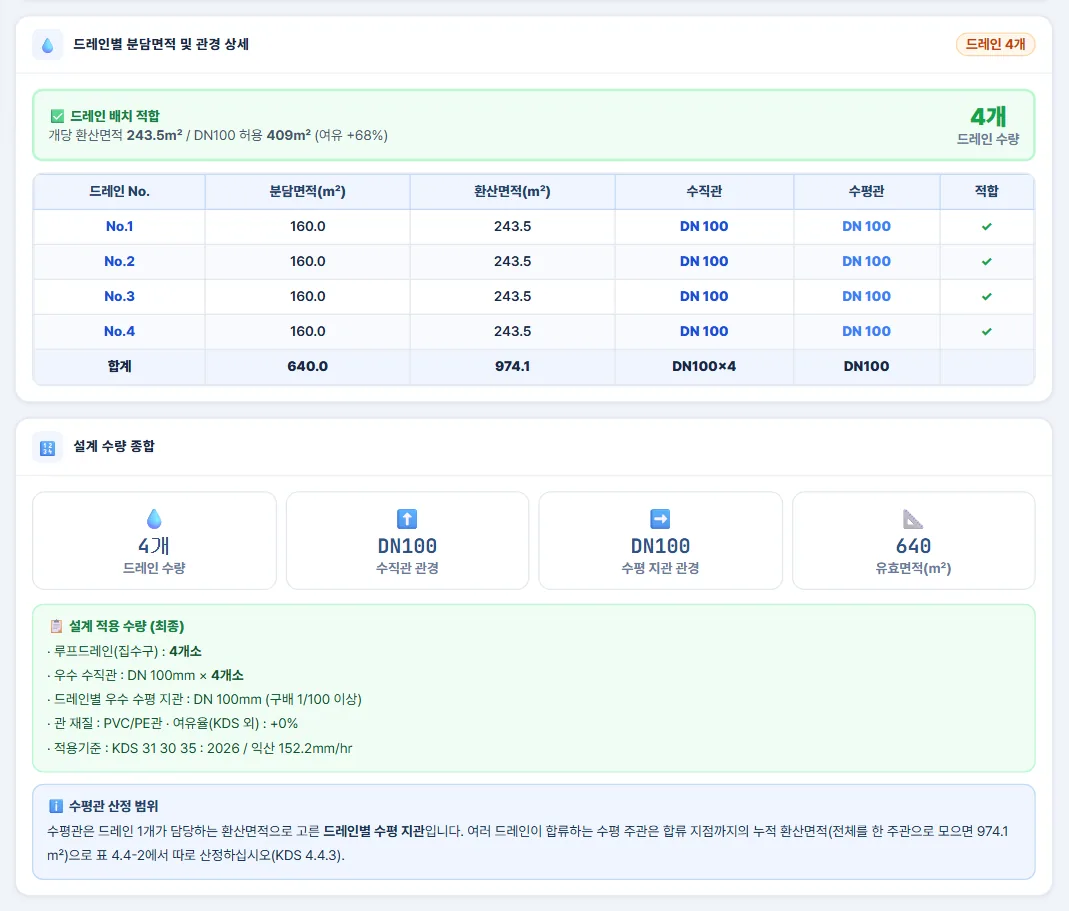 드레인별 분담면적 및 관경 상세
드레인 4개
✅ 드레인 배치 적합
개당 환산면적 243.5m² / DN100 허용 409m² (여유 +68%)
4개
드레인 수량
드레인 No. 분담면적(m²) 환산면적(m²) 수직관 수평관 적합
No.1 160.0 243.5 DN 100 DN 100 ✓
No.2 160.0 243.5 DN 100 DN 100 ✓
No.3 160.0 243.5 DN 100 DN 100 ✓
No.4 160.0 243.5 DN 100 DN 100 ✓
합계 640.0 974.1 DN100×4 DN100
설계 수량 종합
4개
드레인 수량
DN100
수직관 관경
DN100
수평 지관 관경
640
유효면적(m²)
설계 적용 수량 (최종)
· 루프드레인(집수구) : 4개소
· 우수 수직관 : DN 100mm × 4개소
· 드레인별 우수 수평 지관 : DN 100mm (구배 1/100 이상)
· 관 재질 : PVC/PE관 · 여유율(KDS 외) : +0%
· 적용기준 : KDS 31 30 35 : 2026 / 익산 152.2mm/hr
수평관 산정 범위
수평관은 드레인 1개가 담당하는 환산면적으로 고른 드레인별 수평 지관입니다. 여러 드레인이 합류하는 수평 주관은 합류 지점까지의 누적 환산면적(전체를 한 주관으로 모으면 974.1
m²)으로 표 4.4-2에서 따로 산정하십시오(KDS 4.4.3).